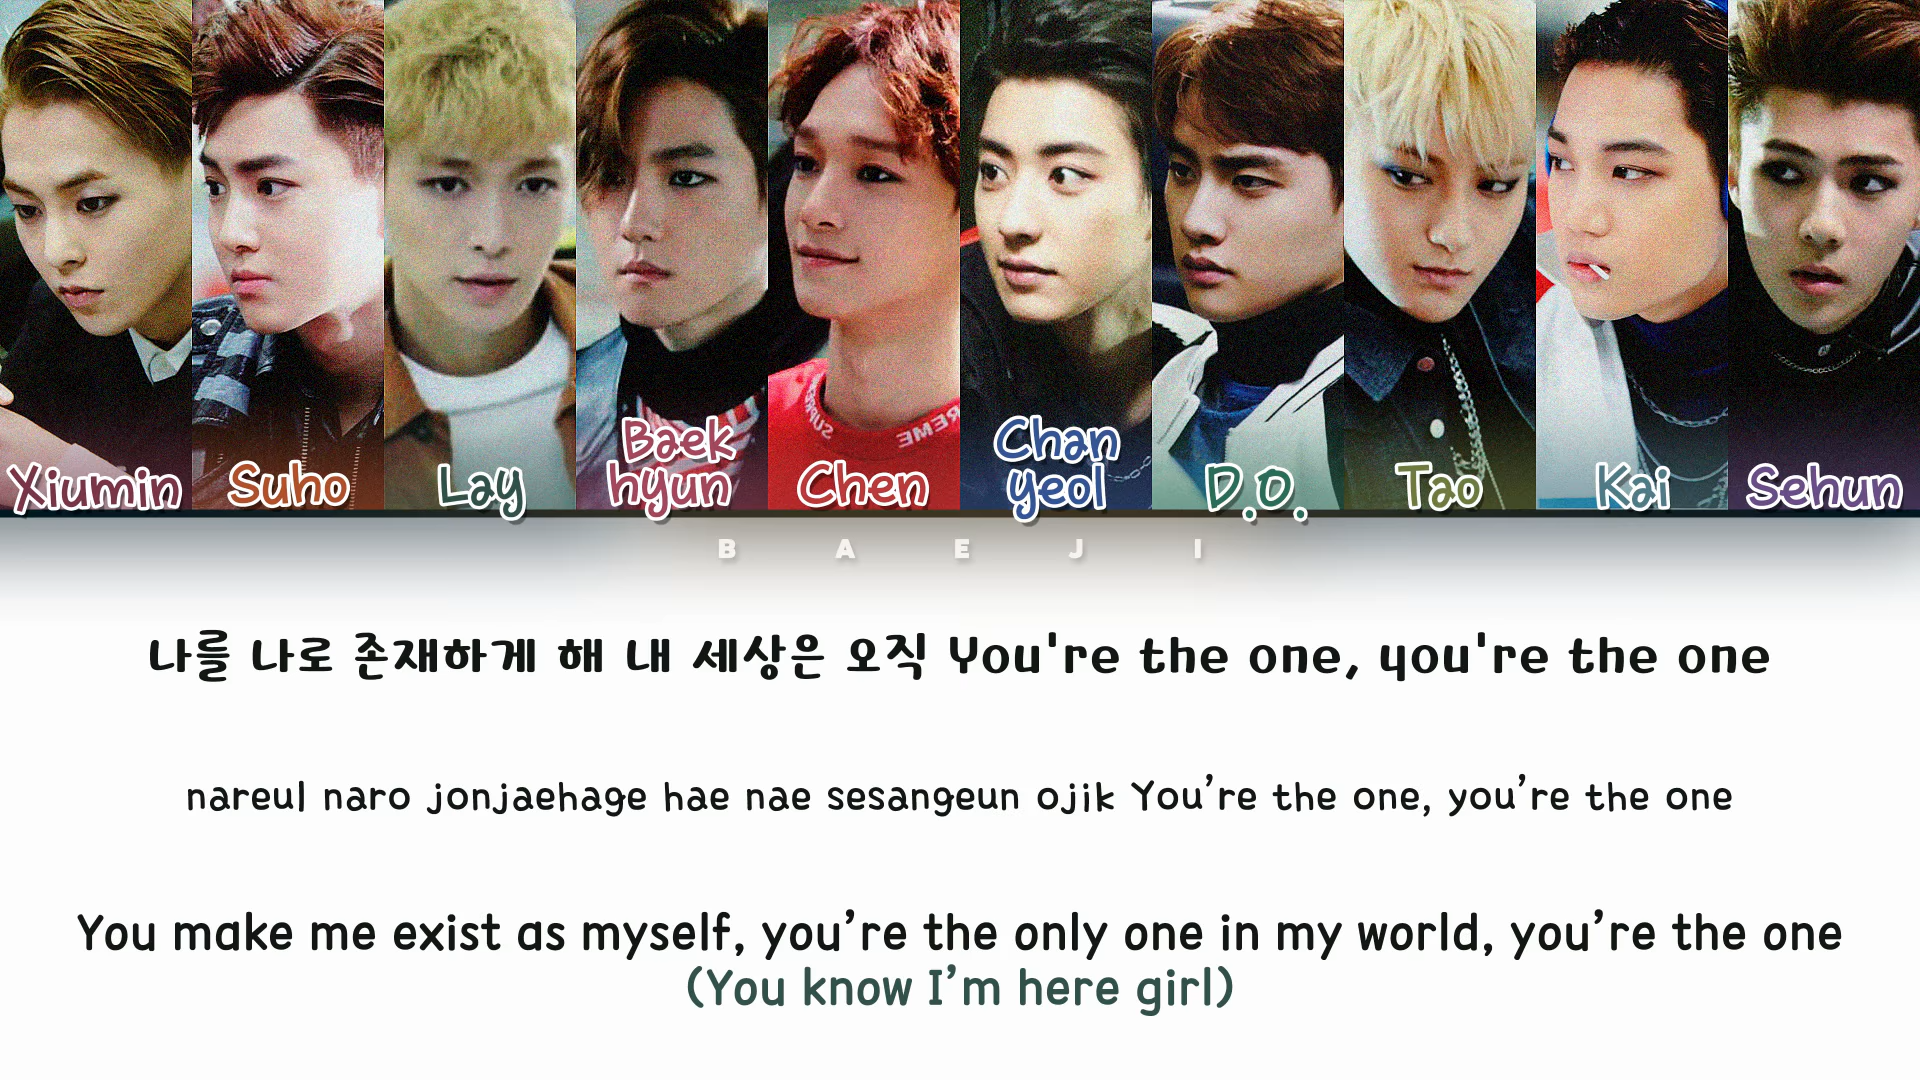 Xiumin
Suho
Lay
Baek
hyun
Chen
Chan
yeol
D.O.
Tao
Kai
Sehun
SUPREME
BAEJI
나를 나로 존재하게 해 내 세상은 오직 You're the one, you're the one
nareul naro jonjaehage hae nae sesangeun ojik You’re the one, you’re the one
You make me exist as myself, you’re the only one in my world, you’re the one
(You know I’m here girl)